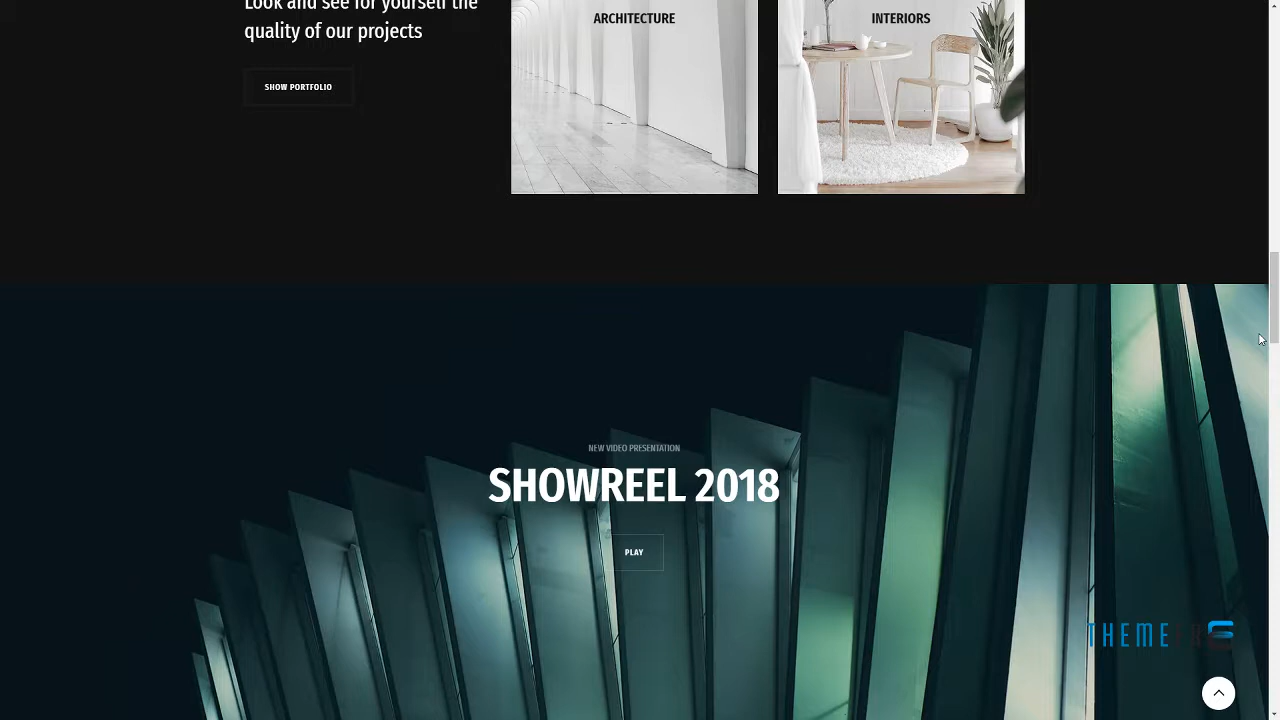 Look and see for yourself the
quality of our projects
SHOW PORTFOLIO
ARCHITECTURE
INTERIORS
NEW VIDEO PRESENTATION
SHOWREEL 2018
PLAY